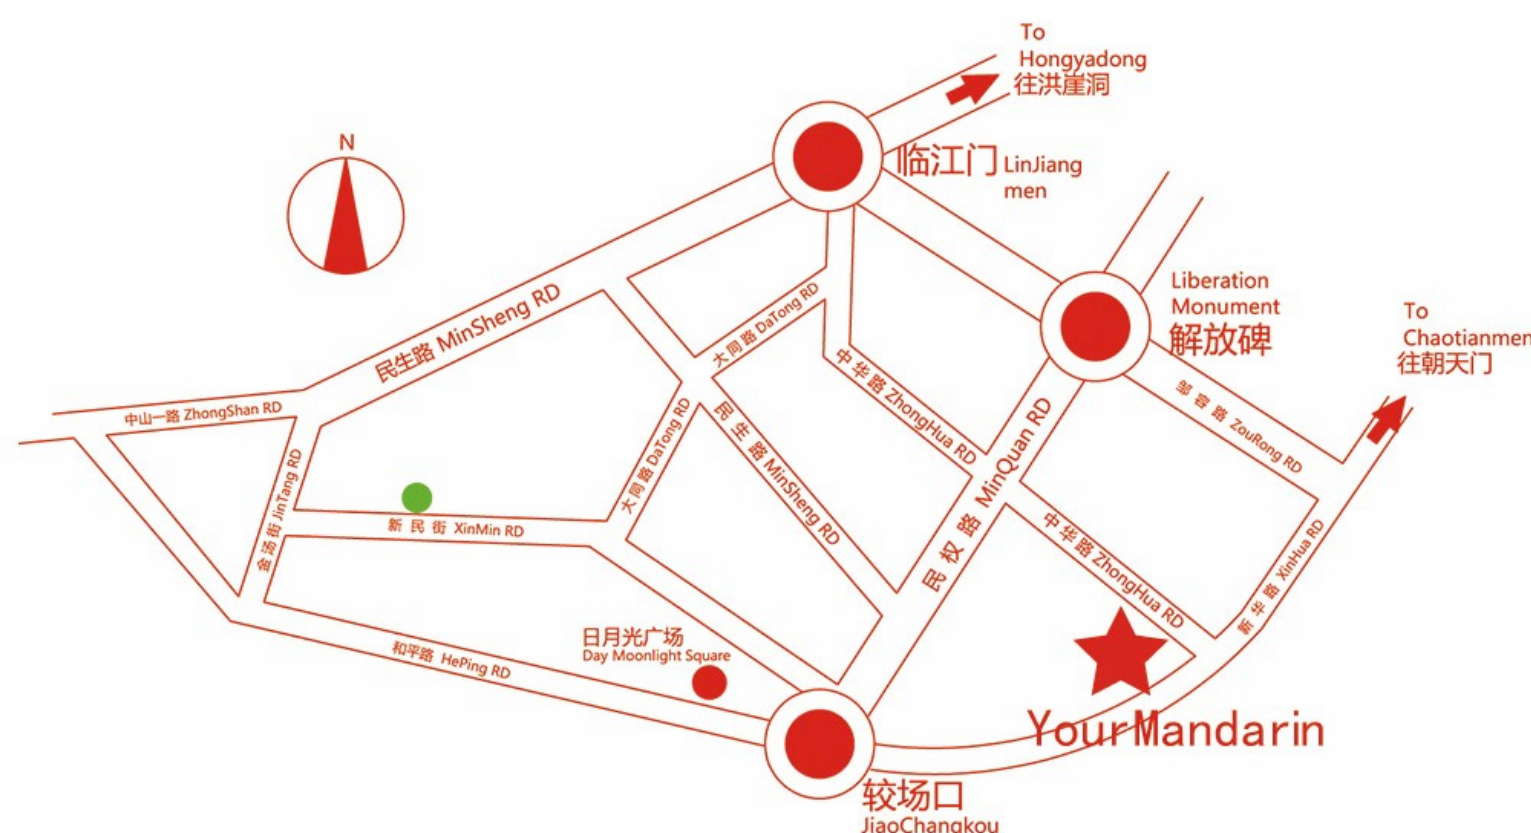 To
Hongyadong
往洪崖洞
N
临江门 LinJiang
men
Liberation
Monument
解放碑
To
Chaotianmen
往朝天门
民生路 MinSheng RD
大同路 DaTong RD
中华路 ZhongHua RD
邹容路 ZouRong RD
中山一路 ZhongShan RD
金汤街 JinTang RD
新民街 XinMin RD
大同路 DaTong RD
民生路 MinSheng RD
民权路 MinQuan RD
中华路 ZhongHua RD
新华路 XinHua RD
日月光广场
Day Moonlight Square
和平路 HePing RD
YourMandarin
较场口
JiaoChangkou